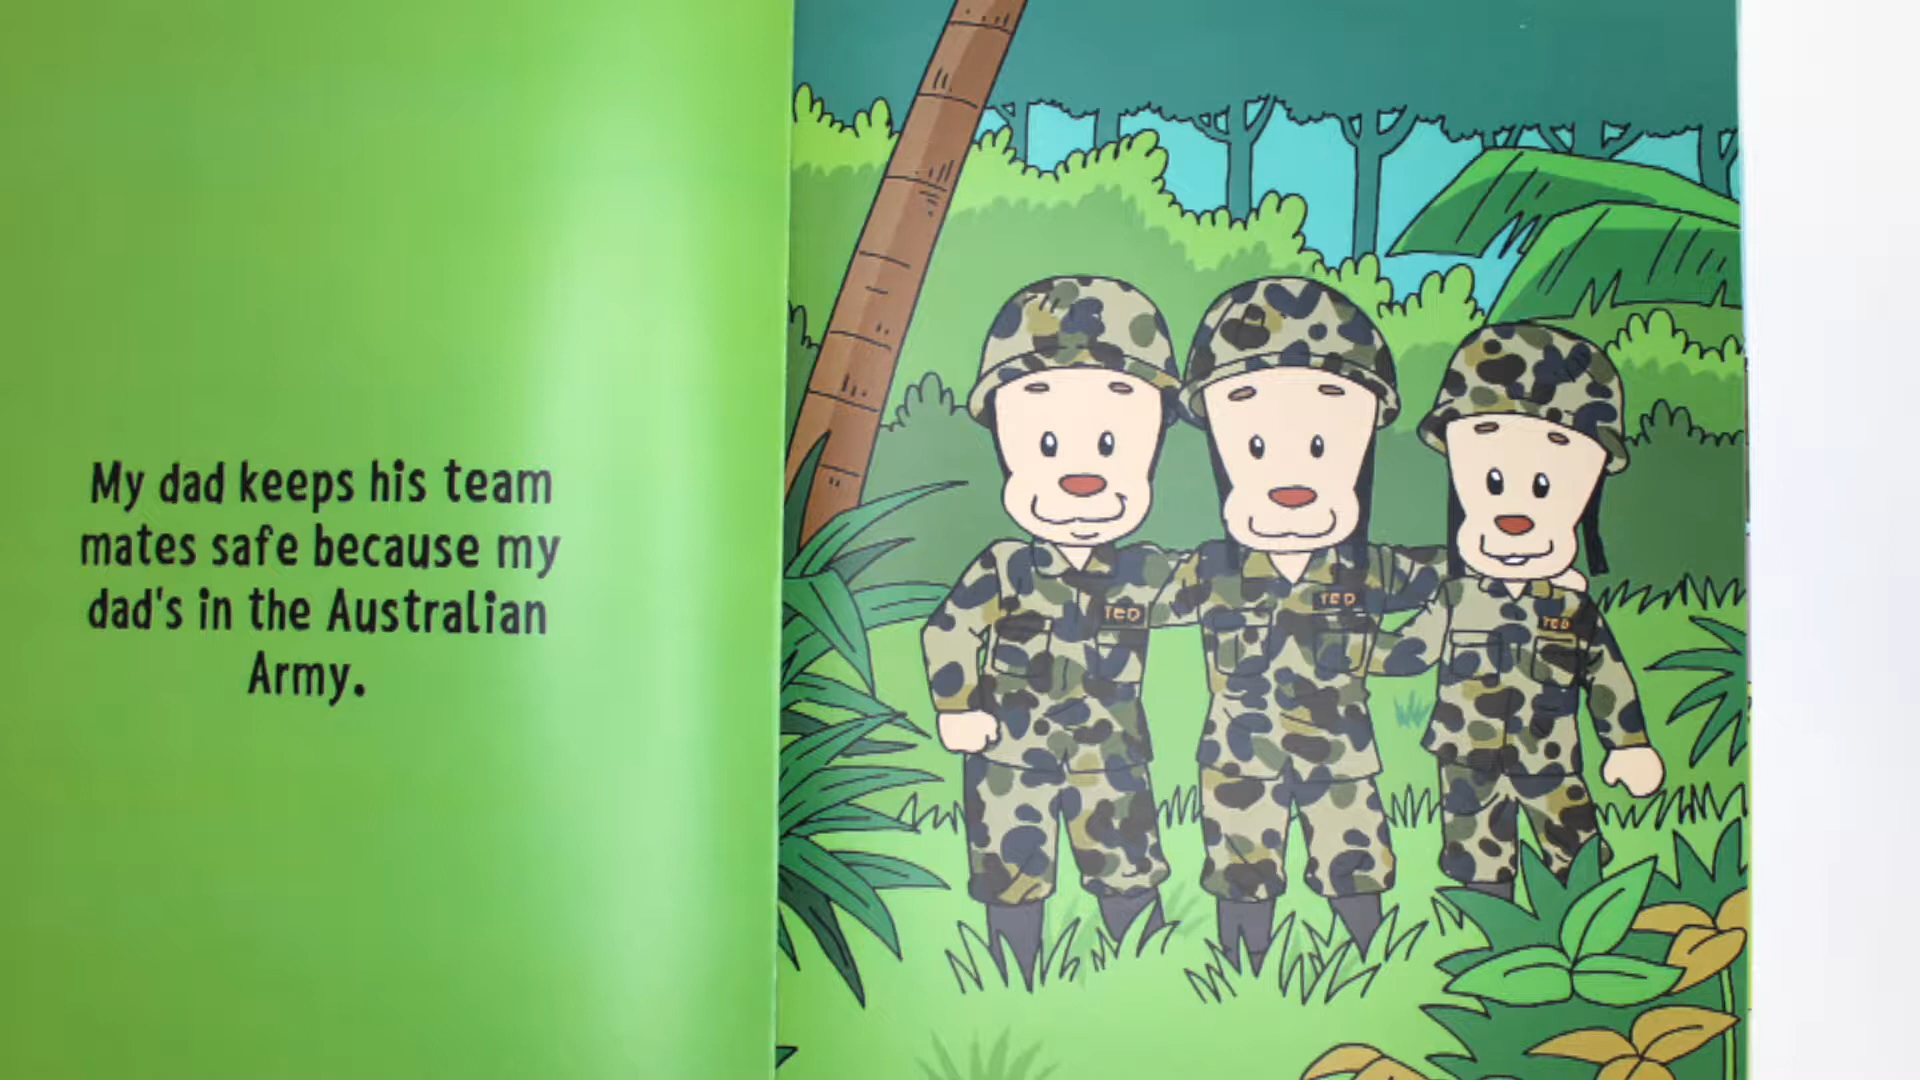 My dad keeps his team
mates safe because my
dad's in the Australian
Army.
TED
TED
TED